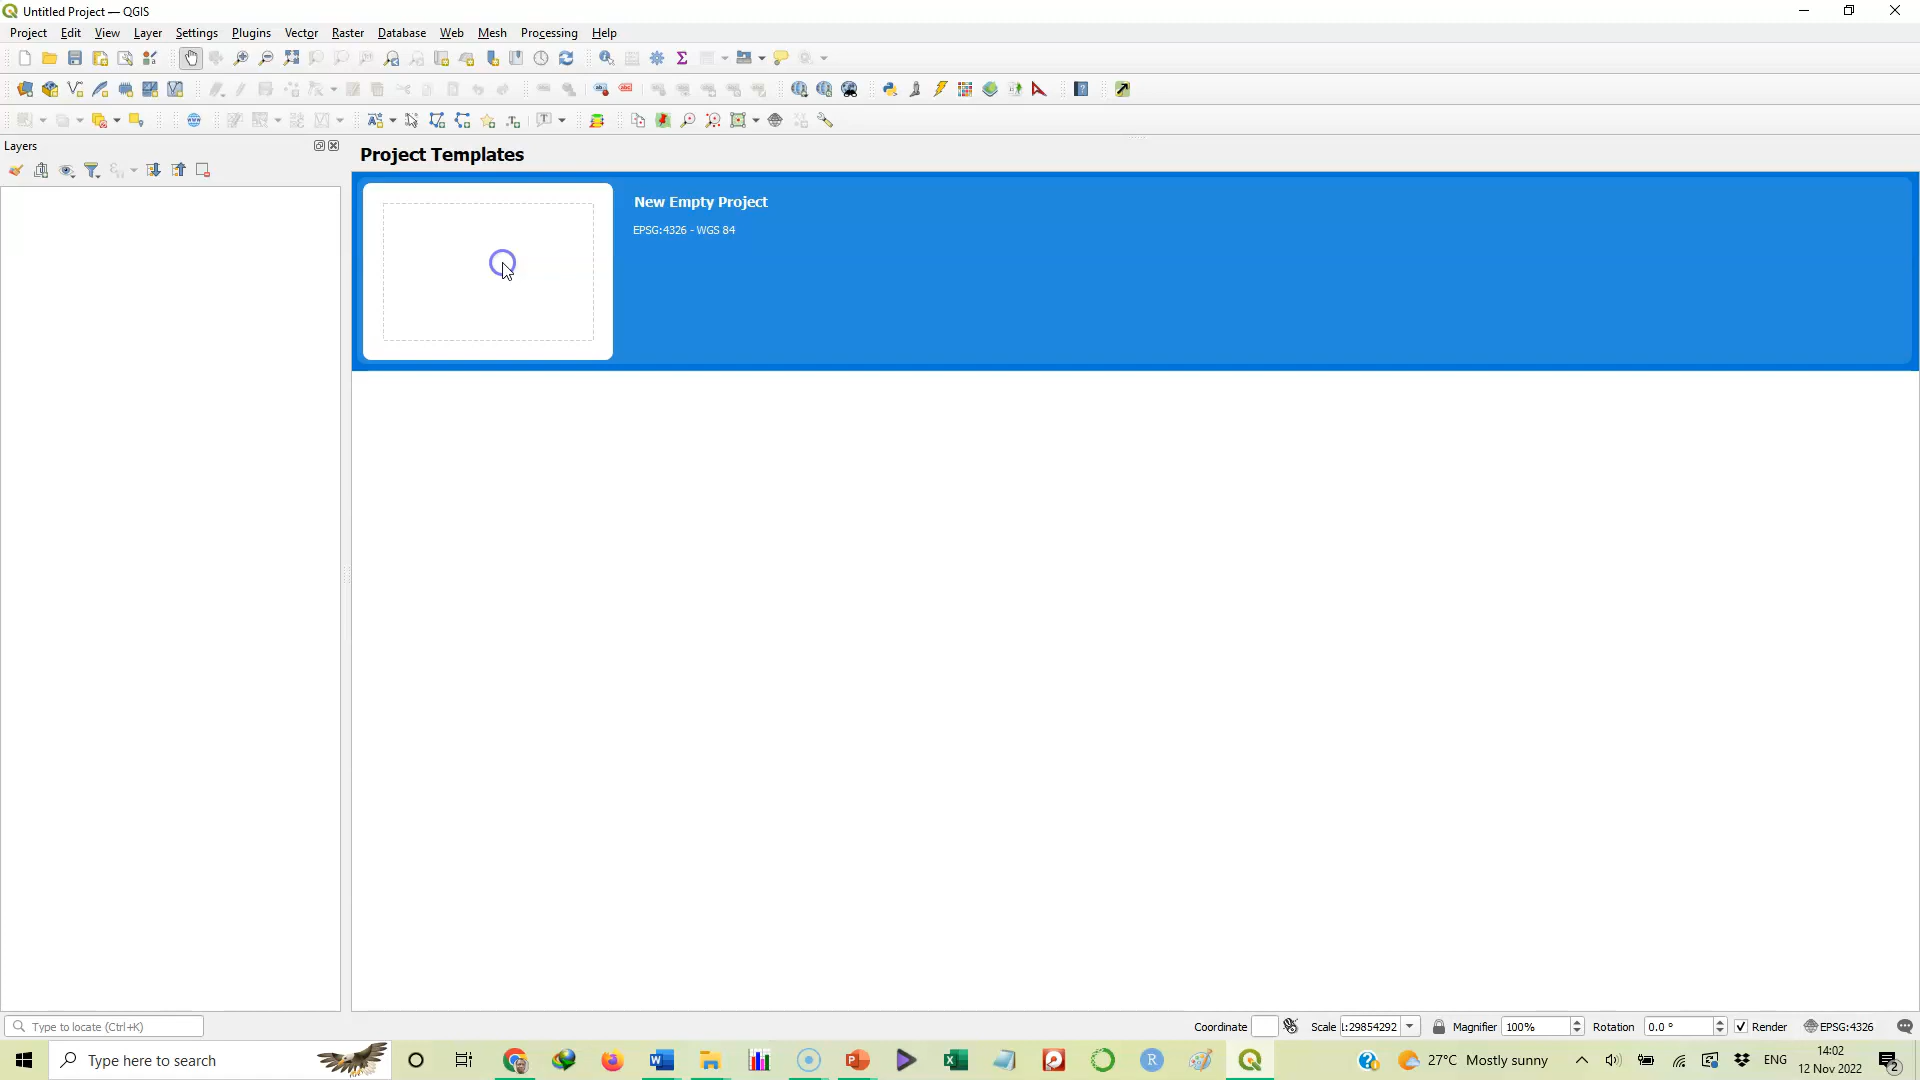 Untitled Project — QGIS
Project Edit View Layer Settings Plugins Vector Raster Database Web Mesh Processing Help
Layers
Project Templates
New Empty Project
EPSG:4326 - WGS 84
Type to locate (Ctrl+K)
Coordinate Scale 1:29854292 Magnifier 100% Rotation 0.0 ° Render EPSG:4326
Type here to search
27°C Mostly sunny
ENG
14:02
12 Nov 2022
2